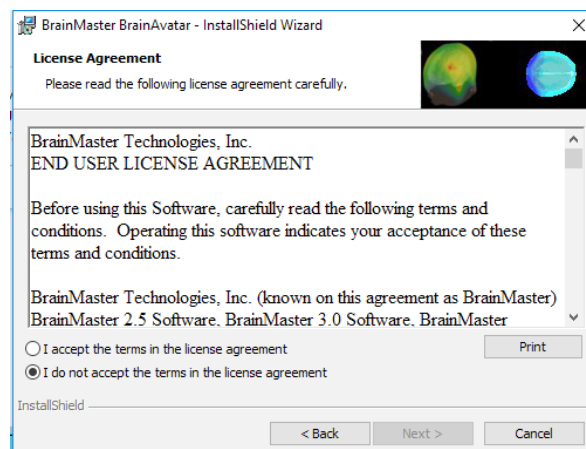 BrainMaster BrainAvatar - InstallShield Wizard
License Agreement
Please read the following license agreement carefully.
BrainMaster Technologies, Inc.
END USER LICENSE AGREEMENT
Before using this Software, carefully read the following terms and
conditions.  Operating this software indicates your acceptance of these
terms and conditions.
BrainMaster Technologies, Inc. (known on this agreement as BrainMaster)
BrainMaster 2.5 Software, BrainMaster 3.0 Software, BrainMaster
I accept the terms in the license agreement
Print
I do not accept the terms in the license agreement
InstallShield
< Back
Next >
Cancel